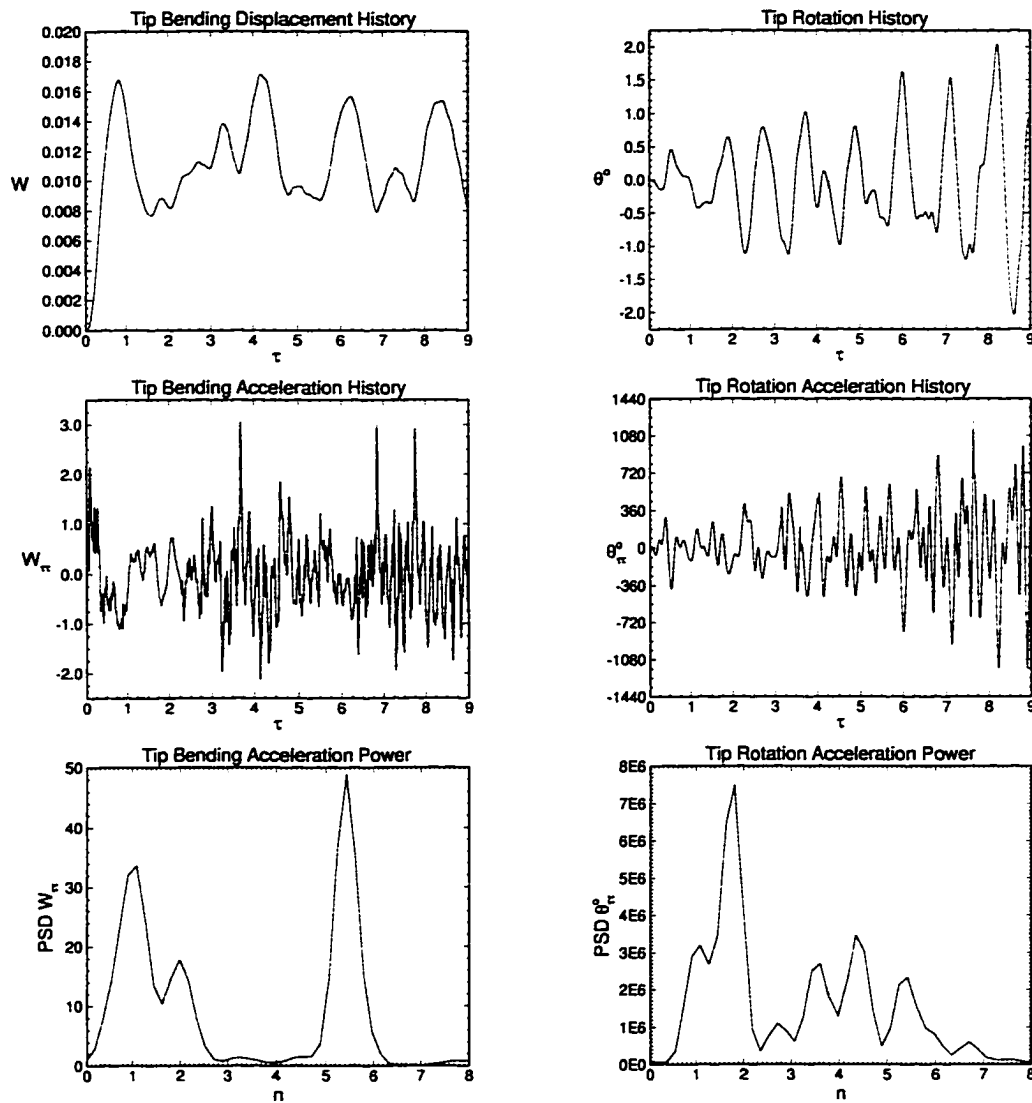 Tip Bending Displacement History
0.020
0.018
0.016
0.014
0.012
0.010
0.008
0.006
0.004
0.002
0.000
W
0 1 2 3 4 5 6 7 8 9
τ
Tip Rotation History
2.0
1.5
1.0
0.5
0.0
-0.5
-1.0
-1.5
-2.0
θ°
0 1 2 3 4 5 6 7 8 9
τ
Tip Bending Acceleration History
3.0
2.0
1.0
0.0
-1.0
-2.0
W_ττ
0 1 2 3 4 5 6 7 8 9
τ
Tip Rotation Acceleration History
1440
1080
720
360
0
-360
-720
-1080
-1440
θ°_ττ
0 1 2 3 4 5 6 7 8 9
τ
Tip Bending Acceleration Power
50
40
30
20
10
0
PSD W_ττ
0 1 2 3 4 5 6 7 8
n
Tip Rotation Acceleration Power
8E6
7E6
6E6
5E6
4E6
3E6
2E6
1E6
0E0
PSD θ°_ττ
0 1 2 3 4 5 6 7 8
n